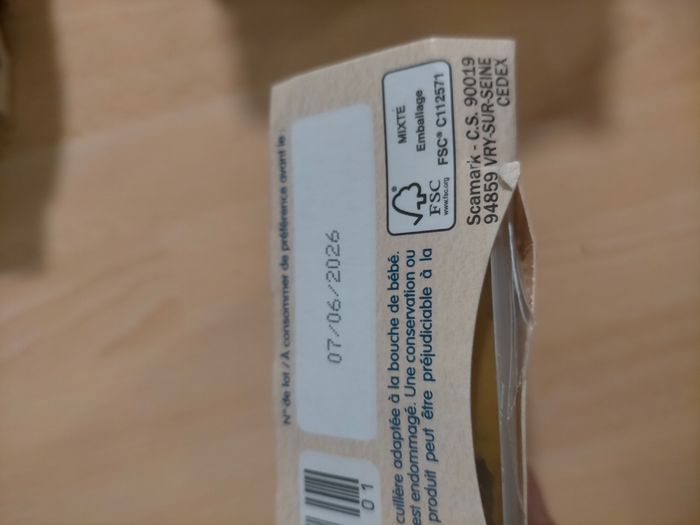 N° de lot / À consommer de préférence avant le :
07/06/2026
01
MIXTE
Emballage
FSC® C112571
FSC
www.fsc.org
Scamark - C.S. 90019
94859 VRY-SUR-SEINE
CEDEX
cuillère adaptée à la bouche de bébé.
est endommagé. Une conservation ou
produit peut être préjudiciable à la